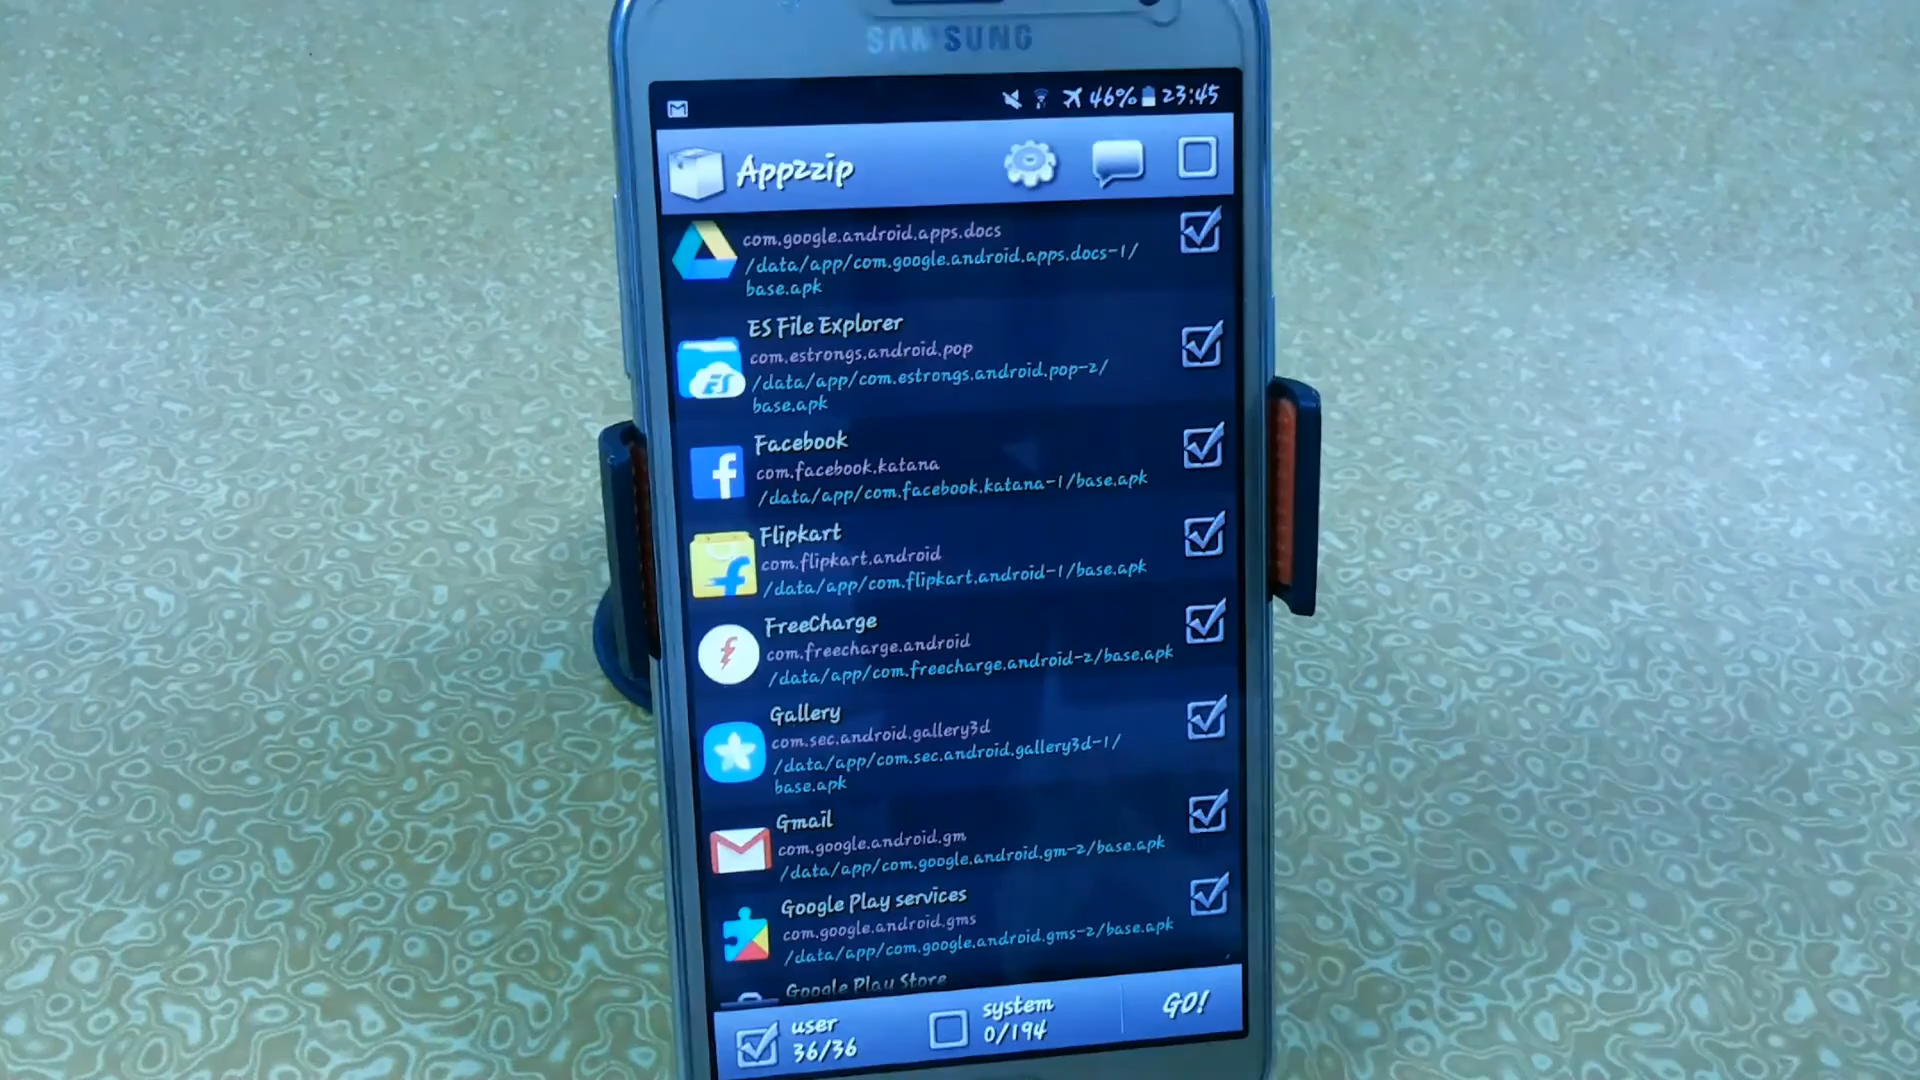 SAMSUNG
46% 23:45
Appzzip
com.google.android.apps.docs
/data/app/com.google.android.apps.docs-1/
base.apk
ES File Explorer
com.estrongs.android.pop
/data/app/com.estrongs.android.pop-2/
base.apk
Facebook
com.facebook.katana
/data/app/com.facebook.katana-1/base.apk
Flipkart
com.flipkart.android
/data/app/com.flipkart.android-1/base.apk
FreeCharge
com.freecharge.android
/data/app/com.freecharge.android-2/base.apk
Gallery
com.sec.android.gallery3d
/data/app/com.sec.android.gallery3d-1/
base.apk
Gmail
com.google.android.gm
/data/app/com.google.android.gm-2/base.apk
Google Play services
com.google.android.gms
/data/app/com.google.android.gms-2/base.apk
Google Play Store
user
36/36
system
0/194
GO!